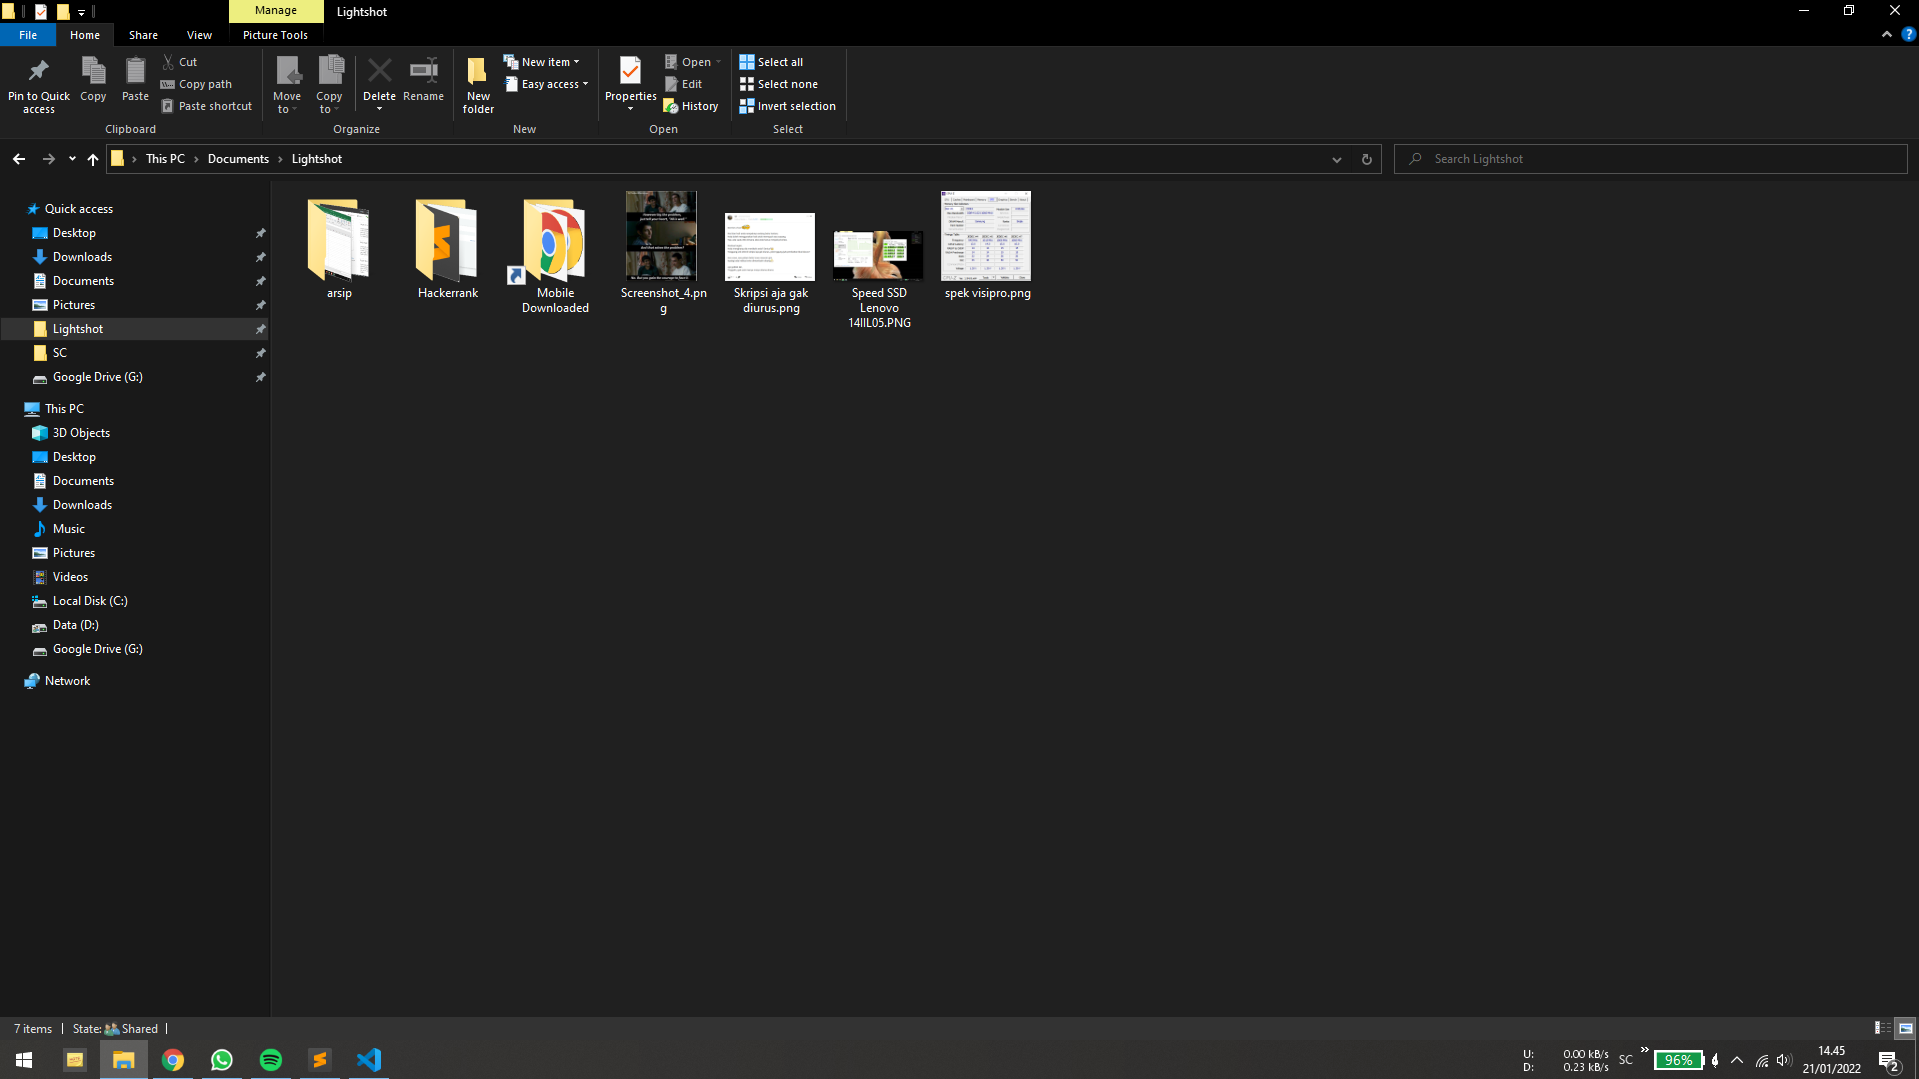 Manage
Lightshot
File
Home
Share
View
Picture Tools
Pin to Quick access
Copy
Paste
Cut
Copy path
Paste shortcut
Clipboard
Move to
Copy to
Delete
Rename
Organize
New folder
New item
Easy access
New
Properties
Open
Edit
History
Open
Select all
Select none
Invert selection
Select
This PC
Documents
Lightshot
Search Lightshot
Quick access
Desktop
Downloads
Documents
Pictures
Lightshot
SC
Google Drive (G:)
This PC
3D Objects
Desktop
Documents
Downloads
Music
Pictures
Videos
Local Disk (C:)
Data (D:)
Google Drive (G:)
Network
arsip
Hackerrank
Mobile
Downloaded
Screenshot_4.pn
g
Skripsi aja gak
diurus.png
Speed SSD
Lenovo
14IIL05.PNG
spek visipro.png
7 items
State:
Shared
U: 0.00 kB/s
D: 0.23 kB/s
SC
96%
14.45
21/01/2022
2